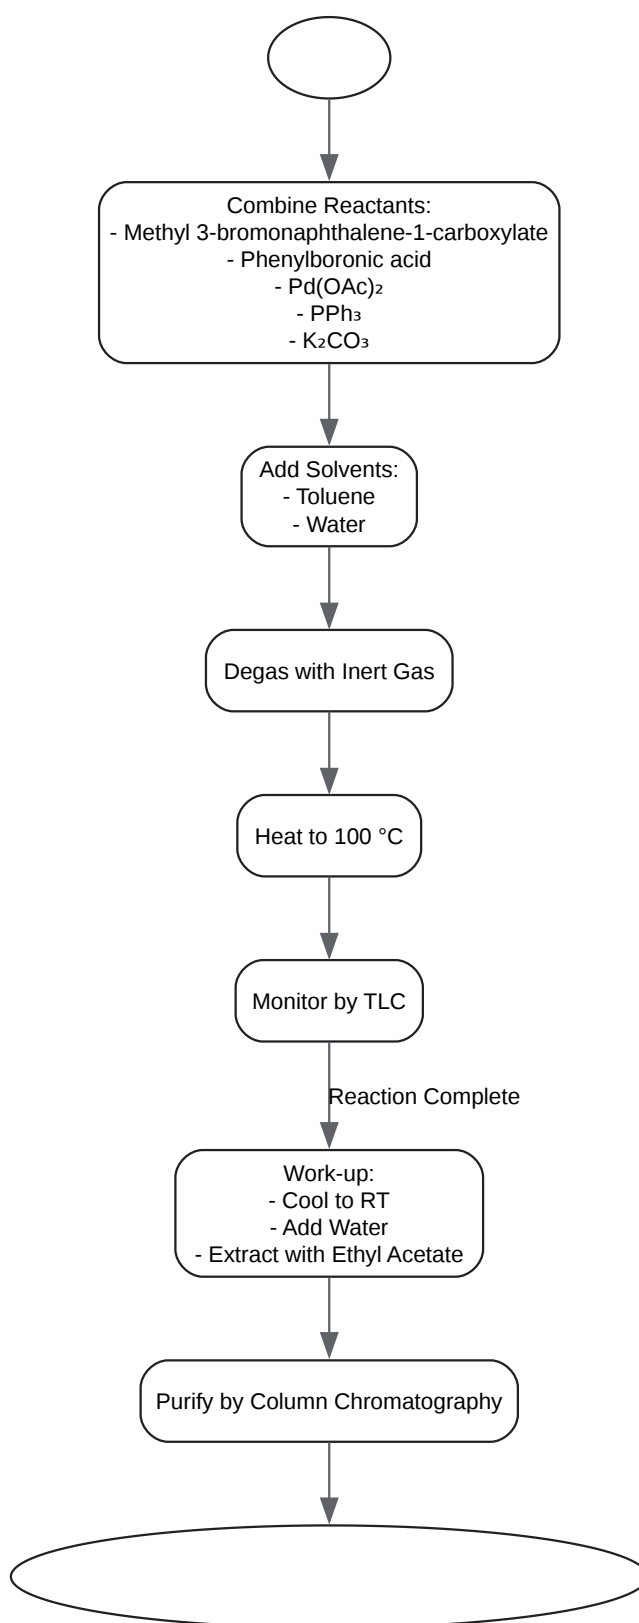 Combine Reactants:
- Methyl 3-bromonaphthalene-1-carboxylate
- Phenylboronic acid
- Pd(OAc)₂
- PPh₃
- K₂CO₃
Add Solvents:
- Toluene
- Water
Degas with Inert Gas
Heat to 100 °C
Monitor by TLC
Reaction Complete
Work-up:
- Cool to RT
- Add Water
- Extract with Ethyl Acetate
Purify by Column Chromatography